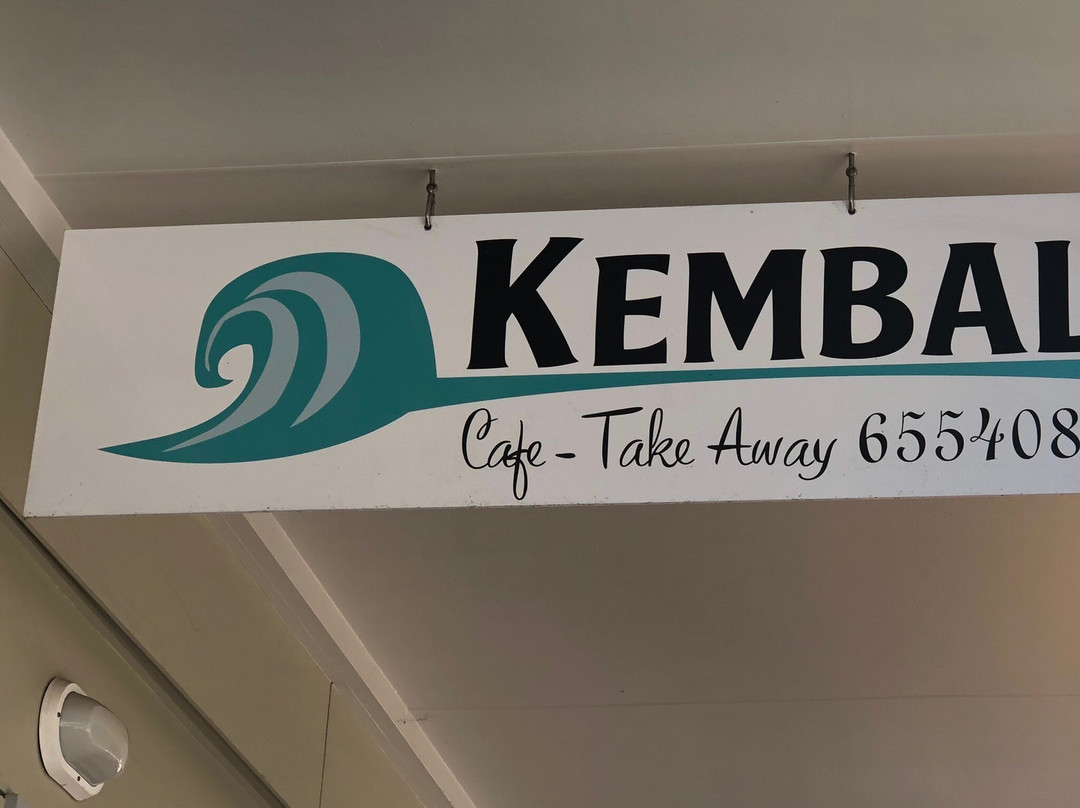 KEMBAL
Cafe - Take Away 655408